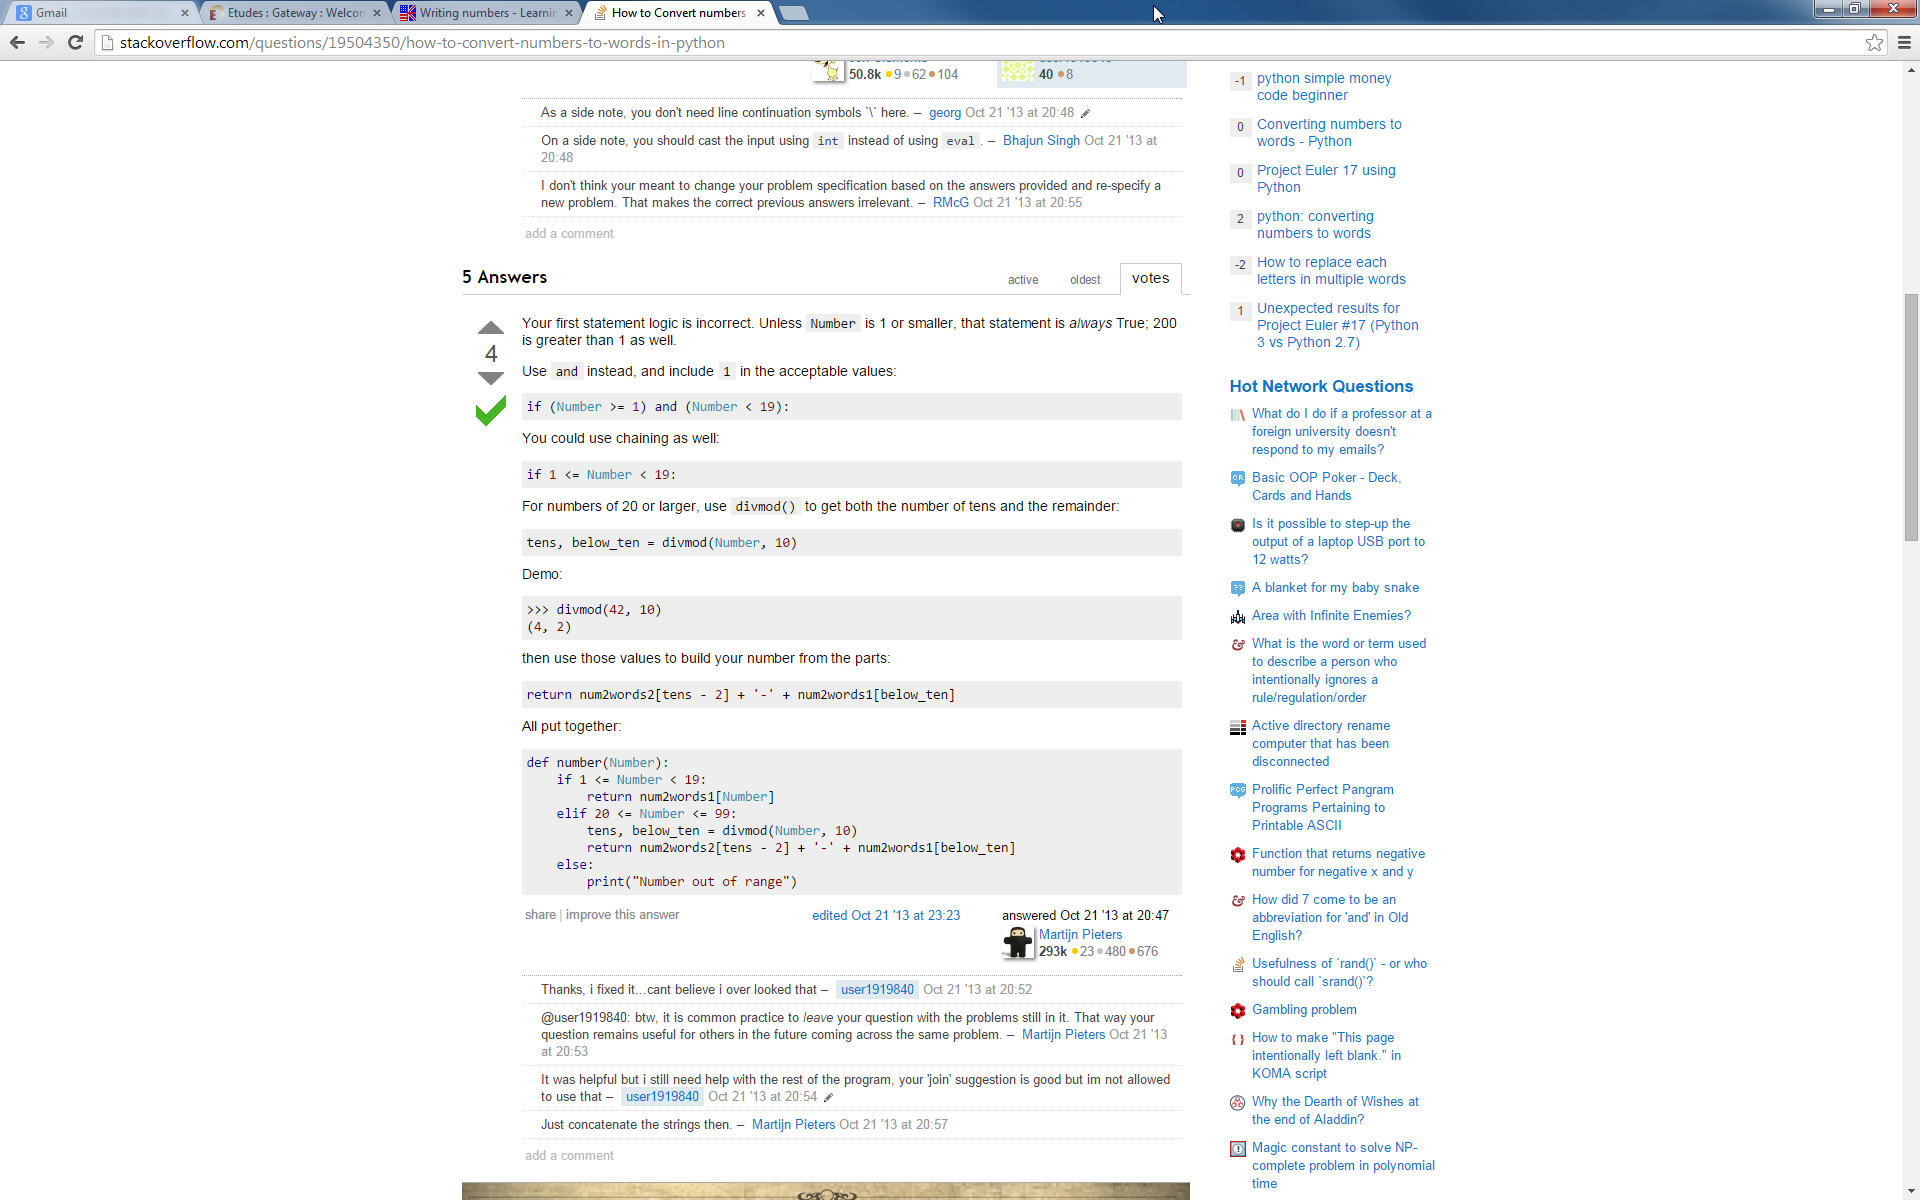 Gmail
Etudes : Gateway : Welcom
Writing numbers - Learnin
How to Convert numbers
stackoverflow.com/questions/19504350/how-to-convert-numbers-to-words-in-python
50.8k 9 62 104
40 8
As a side note, you don't need line continuation symbols `\` here. – georg Oct 21 '13 at 20:48
On a side note, you should cast the input using int instead of using eval . – Bhajun Singh Oct 21 '13 at
20:48
I don't think your meant to change your problem specification based on the answers provided and re-specify a
new problem. That makes the correct previous answers irrelevant. – RMcG Oct 21 '13 at 20:55
add a comment
5 Answers
active
oldest
votes
4
Your first statement logic is incorrect. Unless Number is 1 or smaller, that statement is always True; 200
is greater than 1 as well.
Use and instead, and include 1 in the acceptable values:
if (Number >= 1) and (Number < 19):
You could use chaining as well:
if 1 <= Number < 19:
For numbers of 20 or larger, use divmod() to get both the number of tens and the remainder:
tens, below_ten = divmod(Number, 10)
Demo:
>>> divmod(42, 10)
(4, 2)
then use those values to build your number from the parts:
return num2words2[tens - 2] + '-' + num2words1[below_ten]
All put together:
def number(Number):
    if 1 <= Number < 19:
        return num2words1[Number]
    elif 20 <= Number <= 99:
        tens, below_ten = divmod(Number, 10)
        return num2words2[tens - 2] + '-' + num2words1[below_ten]
    else:
        print("Number out of range")
share | improve this answer
edited Oct 21 '13 at 23:23
answered Oct 21 '13 at 20:47
Martijn Pieters
293k 23 480 676
Thanks, i fixed it...cant believe i over looked that – user1919840 Oct 21 '13 at 20:52
@user1919840: btw, it is common practice to leave your question with the problems still in it. That way your
question remains useful for others in the future coming across the same problem. – Martijn Pieters Oct 21 '13
at 20:53
It was helpful but i still need help with the rest of the program, your 'join' suggestion is good but im not allowed
to use that – user1919840 Oct 21 '13 at 20:54
Just concatenate the strings then. – Martijn Pieters Oct 21 '13 at 20:57
add a comment
-1 python simple money
code beginner
0 Converting numbers to
words - Python
0 Project Euler 17 using
Python
2 python: converting
numbers to words
-2 How to replace each
letters in multiple words
1 Unexpected results for
Project Euler #17 (Python
3 vs Python 2.7)
Hot Network Questions
What do I do if a professor at a
foreign university doesn't
respond to my emails?
CR Basic OOP Poker - Deck,
Cards and Hands
Is it possible to step-up the
output of a laptop USB port to
12 watts?
?? A blanket for my baby snake
Area with Infinite Enemies?
& What is the word or term used
to describe a person who
intentionally ignores a
rule/regulation/order
Active directory rename
computer that has been
disconnected
PCG Prolific Perfect Pangram
Programs Pertaining to
Printable ASCII
Function that returns negative
number for negative x and y
& How did 7 come to be an
abbreviation for 'and' in Old
English?
Usefulness of `rand()` - or who
should call `srand()`?
Gambling problem
{} How to make "This page
intentionally left blank." in
KOMA script
Why the Dearth of Wishes at
the end of Aladdin?
Magic constant to solve NP-
complete problem in polynomial
time